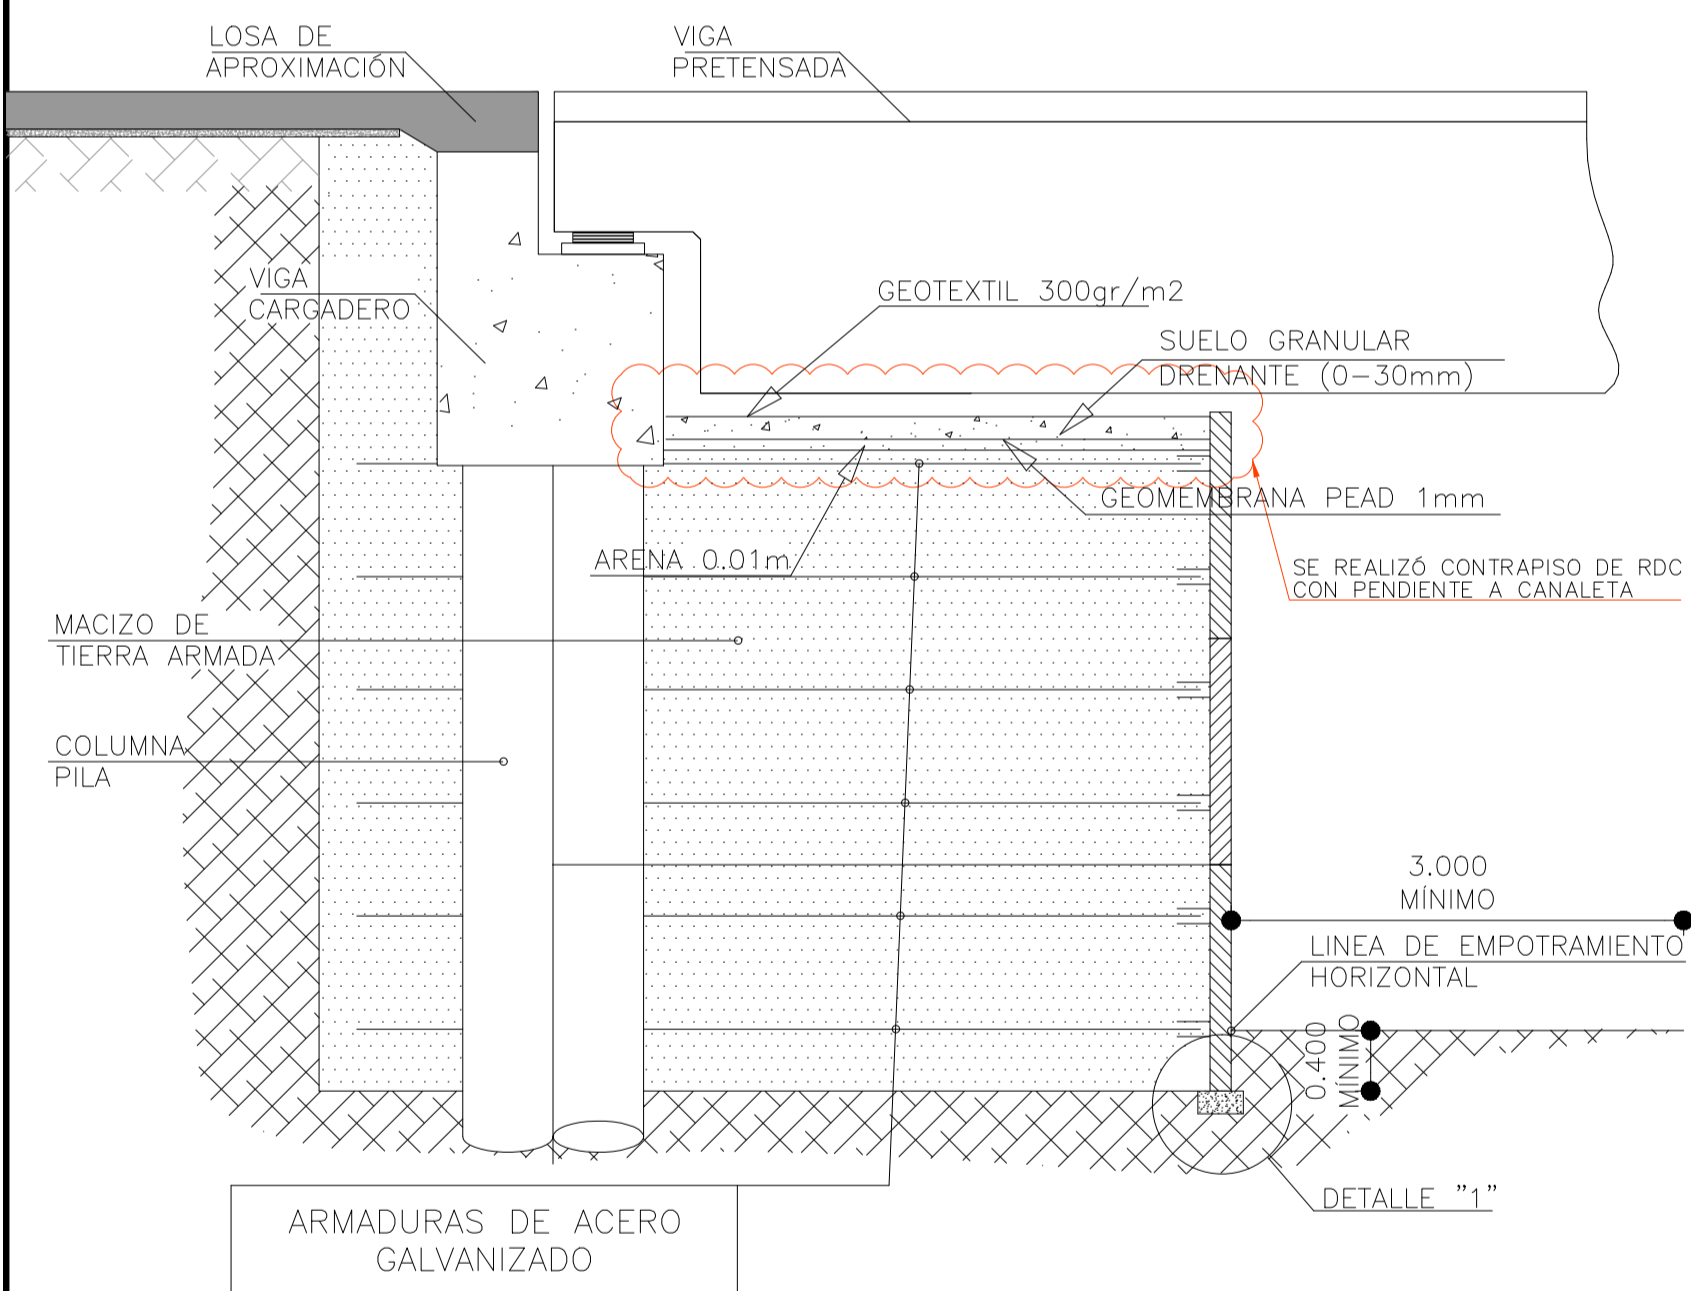 LOSA DE
APROXIMACIÓN
VIGA
PRETENSADA
VIGA
CARGADERO
GEOTEXTIL 300gr/m2
SUELO GRANULAR
DRENANTE (0-30mm)
GEOMEMBRANA PEAD 1mm
ARENA 0.01m
SE REALIZÓ CONTRAPISO DE RDC
CON PENDIENTE A CANALETA
MACIZO DE
TIERRA ARMADA
COLUMNA
PILA
3.000
MÍNIMO
LINEA DE EMPOTRAMIENTO
HORIZONTAL
0.400
MÍNIMO
DETALLE "1"
ARMADURAS DE ACERO
GALVANIZADO